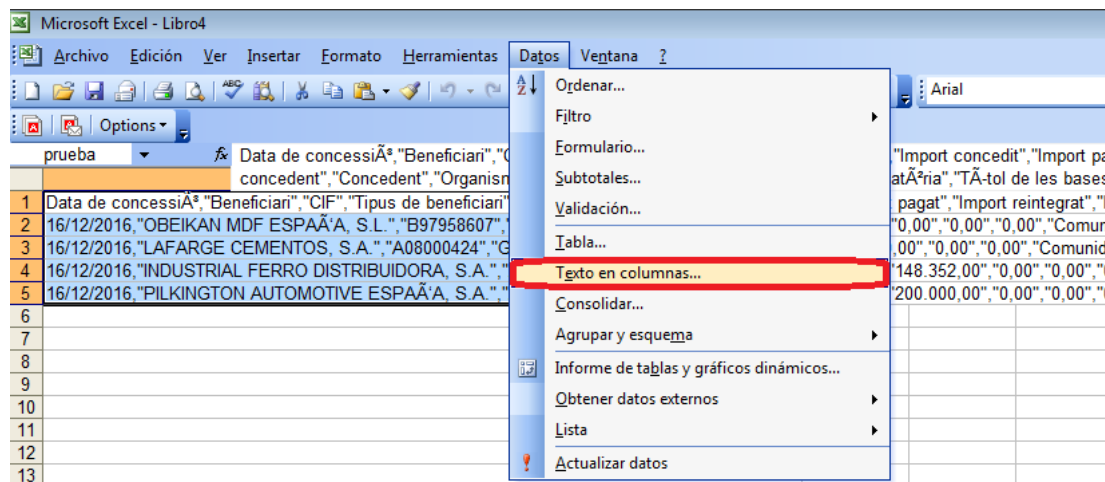 Microsoft Excel - Libro4
Archivo Edición Ver Insertar Formato Herramientas Datos Ventana ?
Arial
Options
prueba fx Data de concessiÃ³,"Beneficiari","C
"Import concedit","Import pa
concedent","Concedent","Organism
atÃ²ria","TÃ­tol de les bases
1 Data de concessiÃ³,"Beneficiari","CIF","Tipus de beneficiari"
pagat","Import reintegrat","
2 16/12/2016,"OBEIKAN MDF ESPAÃ‘A, S.L.","B97958607",
"0,00","0,00","0,00","Comun
3 16/12/2016,"LAFARGE CEMENTOS, S.A.","A08000424","G
,00","0,00","0,00","Comunid
4 16/12/2016,"INDUSTRIAL FERRO DISTRIBUIDORA, S.A.","
"148.352,00","0,00","0,00","
5 16/12/2016,"PILKINGTON AUTOMOTIVE ESPAÃ‘A, S.A.","
"200.000,00","0,00","0,00","
6
7
8
9
10
11
12
13
Ordenar...
Filtro
Formulario...
Subtotales...
Validación...
Tabla...
Texto en columnas...
Consolidar...
Agrupar y esquema
Informe de tablas y gráficos dinámicos...
Obtener datos externos
Lista
Actualizar datos